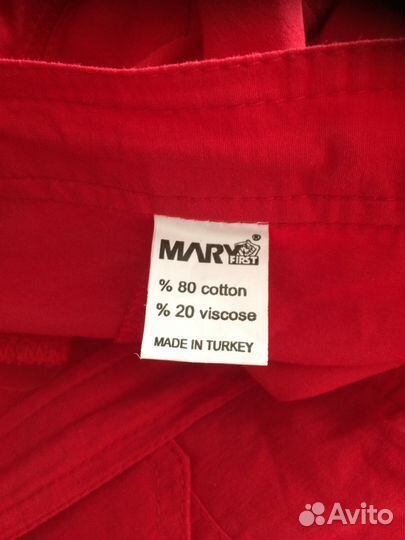 MARY FIRST ®
% 80 cotton
% 20 viscose
MADE IN TURKEY
Avito